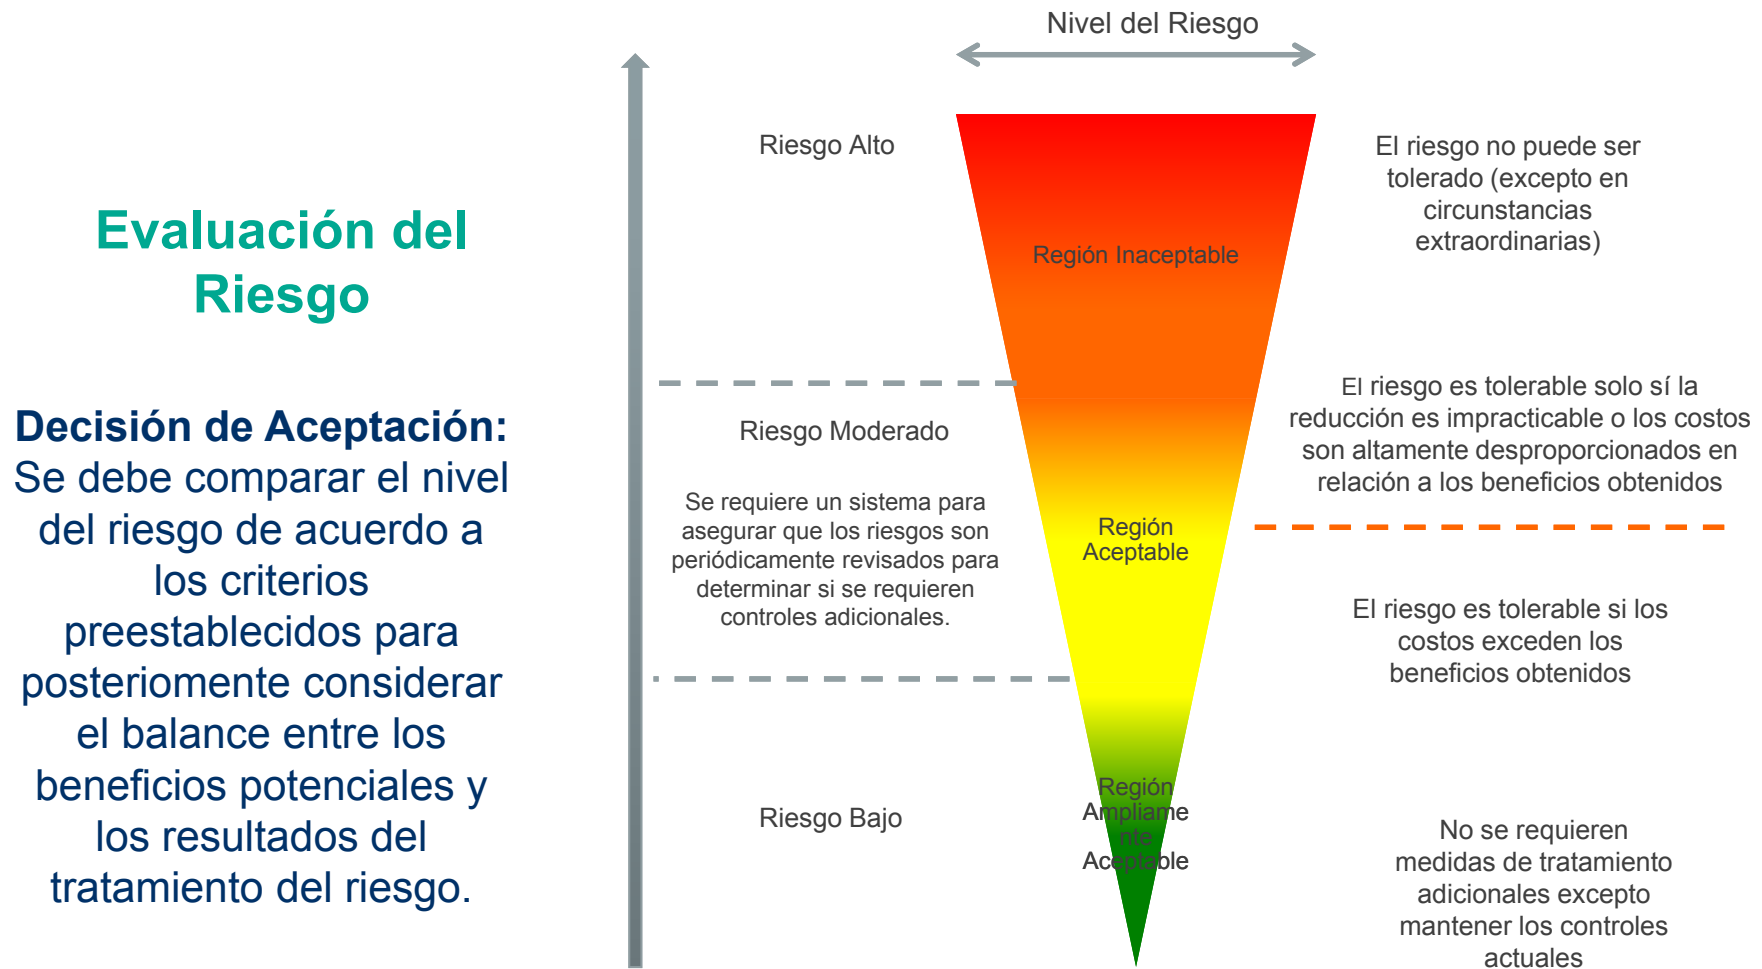 Evaluación del
Riesgo
Decisión de Aceptación:
Se debe comparar el nivel
del riesgo de acuerdo a
los criterios
preestablecidos para
posteriomente considerar
el balance entre los
beneficios potenciales y
los resultados del
tratamiento del riesgo.
Nivel del Riesgo
Riesgo Alto
Región Inaceptable
El riesgo no puede ser
tolerado (excepto en
circunstancias
extraordinarias)
Riesgo Moderado
Se requiere un sistema para
asegurar que los riesgos son
periódicamente revisados para
determinar si se requieren
controles adicionales.
Región
Aceptable
El riesgo es tolerable solo sí la
reducción es impracticable o los costos
son altamente desproporcionados en
relación a los beneficios obtenidos
El riesgo es tolerable si los
costos exceden los
beneficios obtenidos
Riesgo Bajo
Región
Ampliame
nte
Aceptable
No se requieren
medidas de tratamiento
adicionales excepto
mantener los controles
actuales